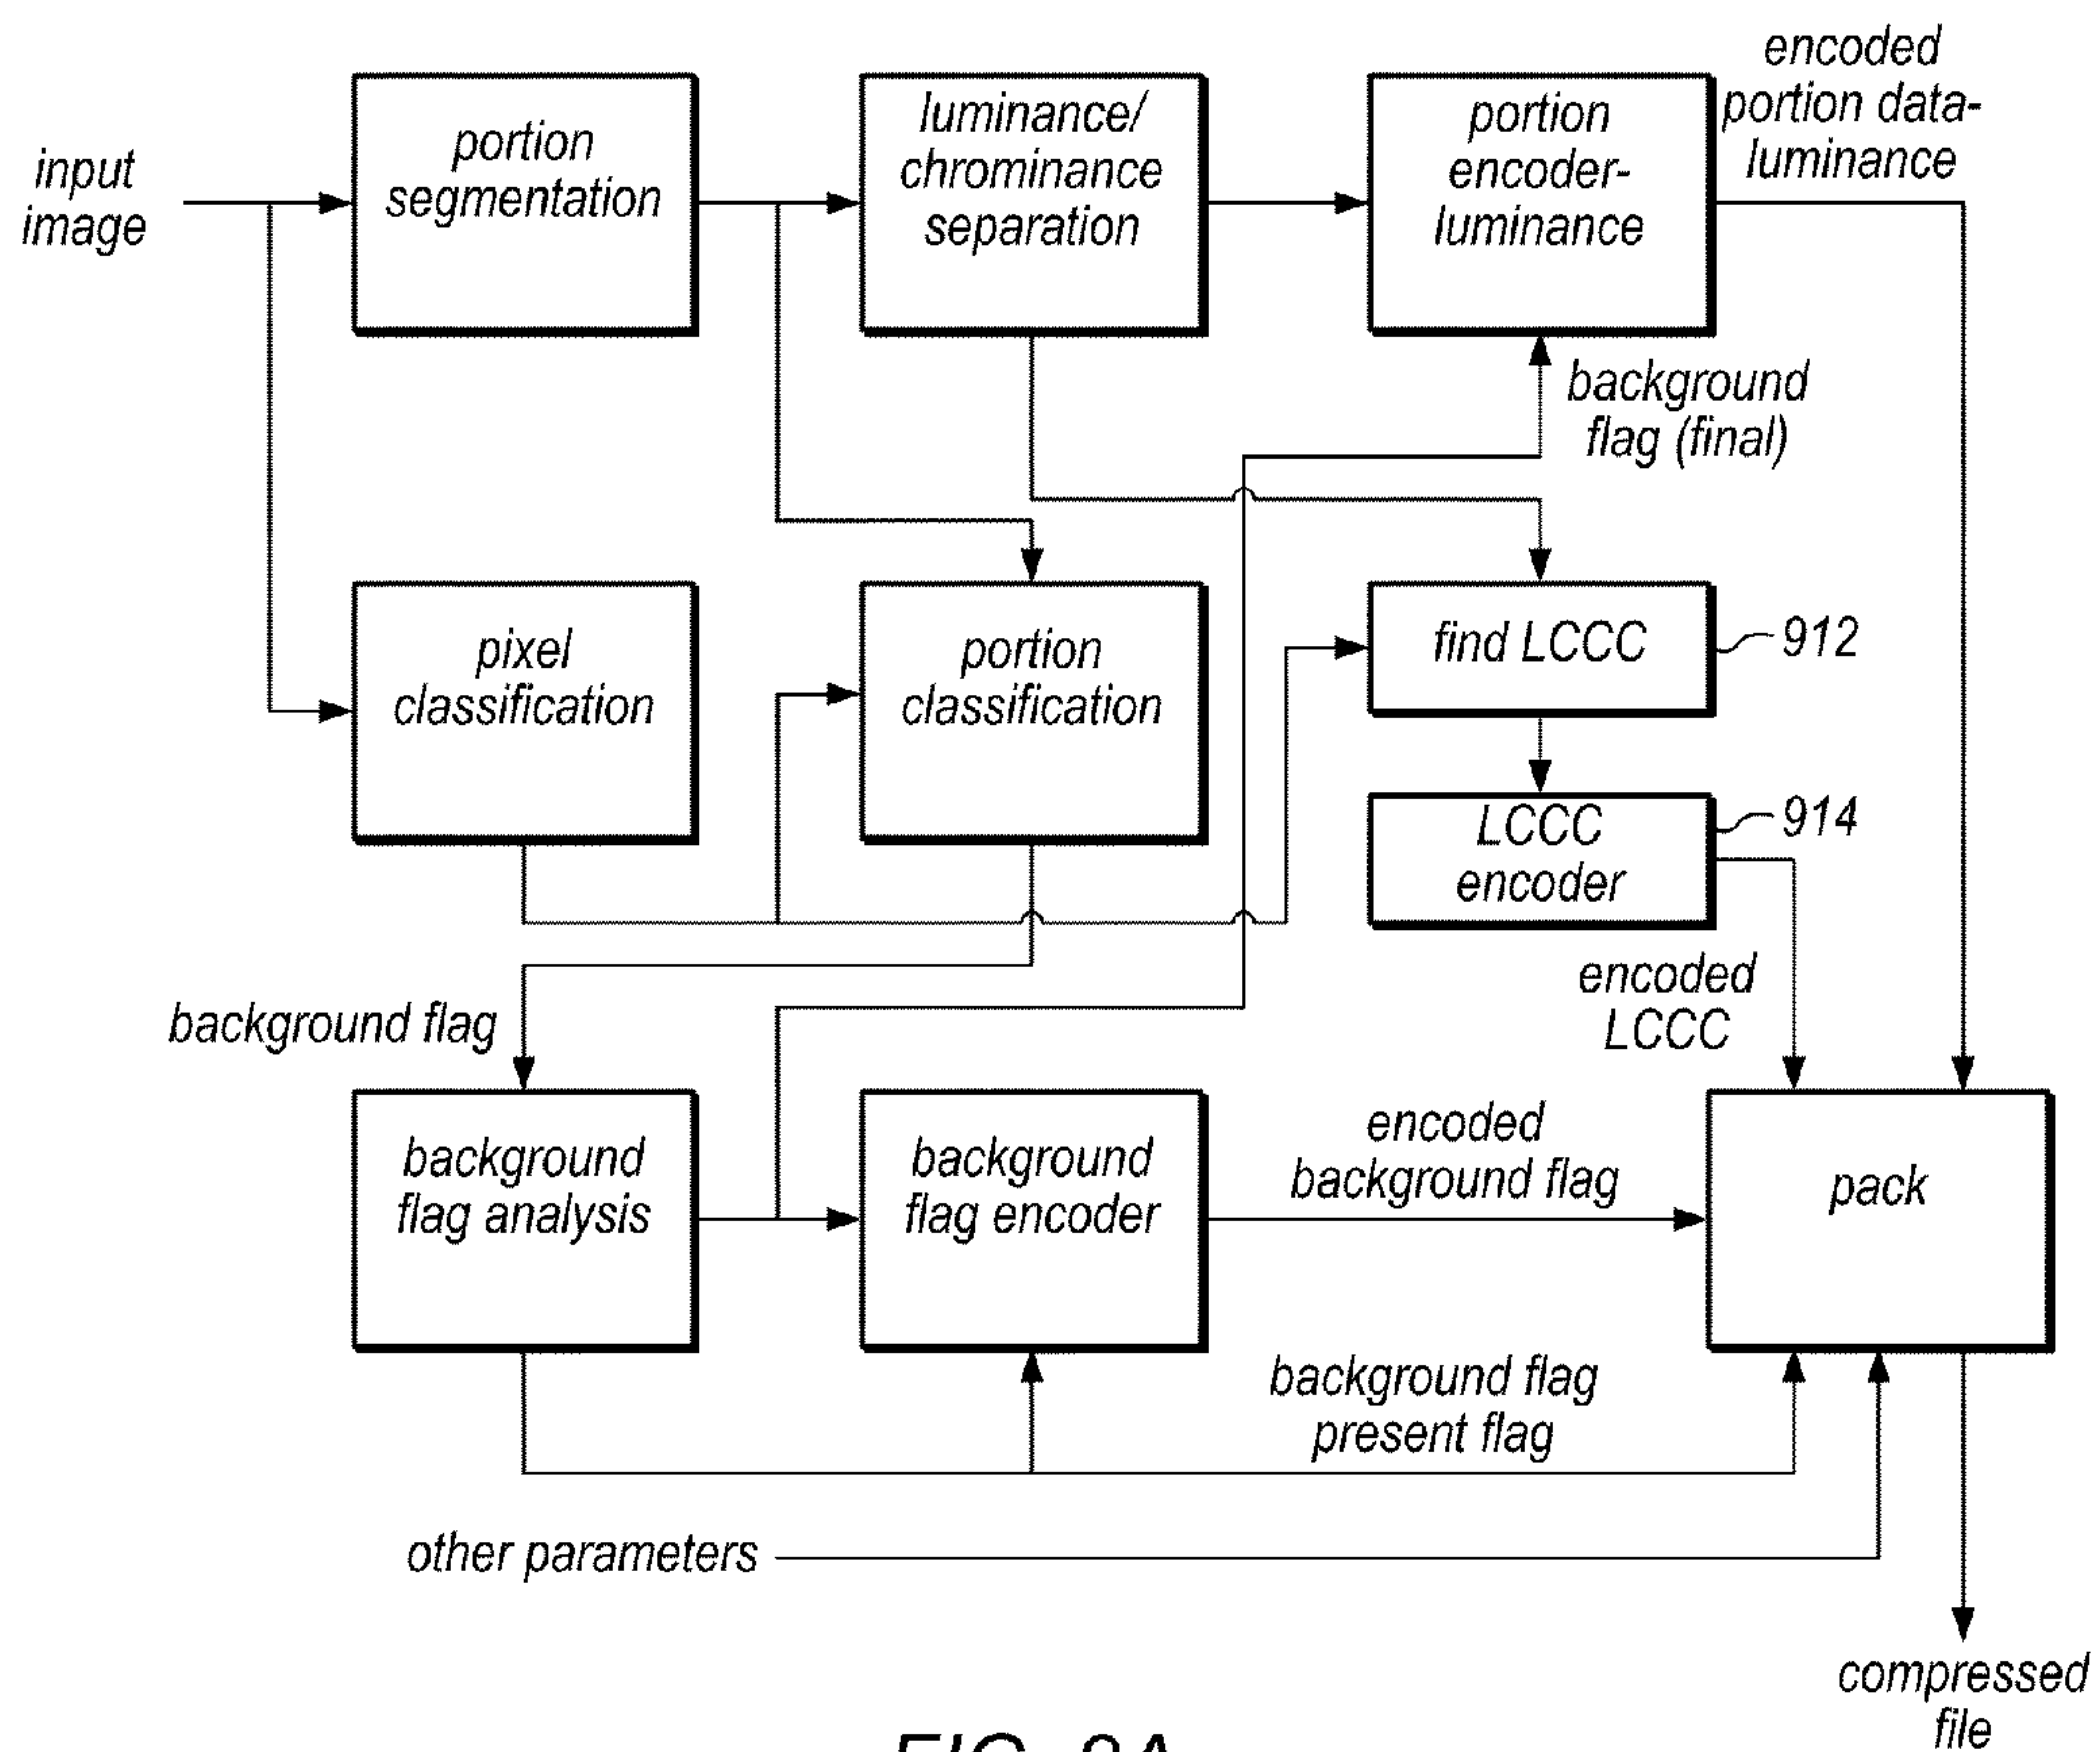 input
image
portion
segmentation
luminance/
chrominance
separation
portion
encoder-
luminance
encoded
portion data-
luminance
background
flag (final)
pixel
classification
portion
classification
find LCCC
912
LCCC
encoder
914
encoded
LCCC
background flag
background
flag analysis
background
flag encoder
encoded
background flag
pack
background flag
present flag
other parameters
compressed
file